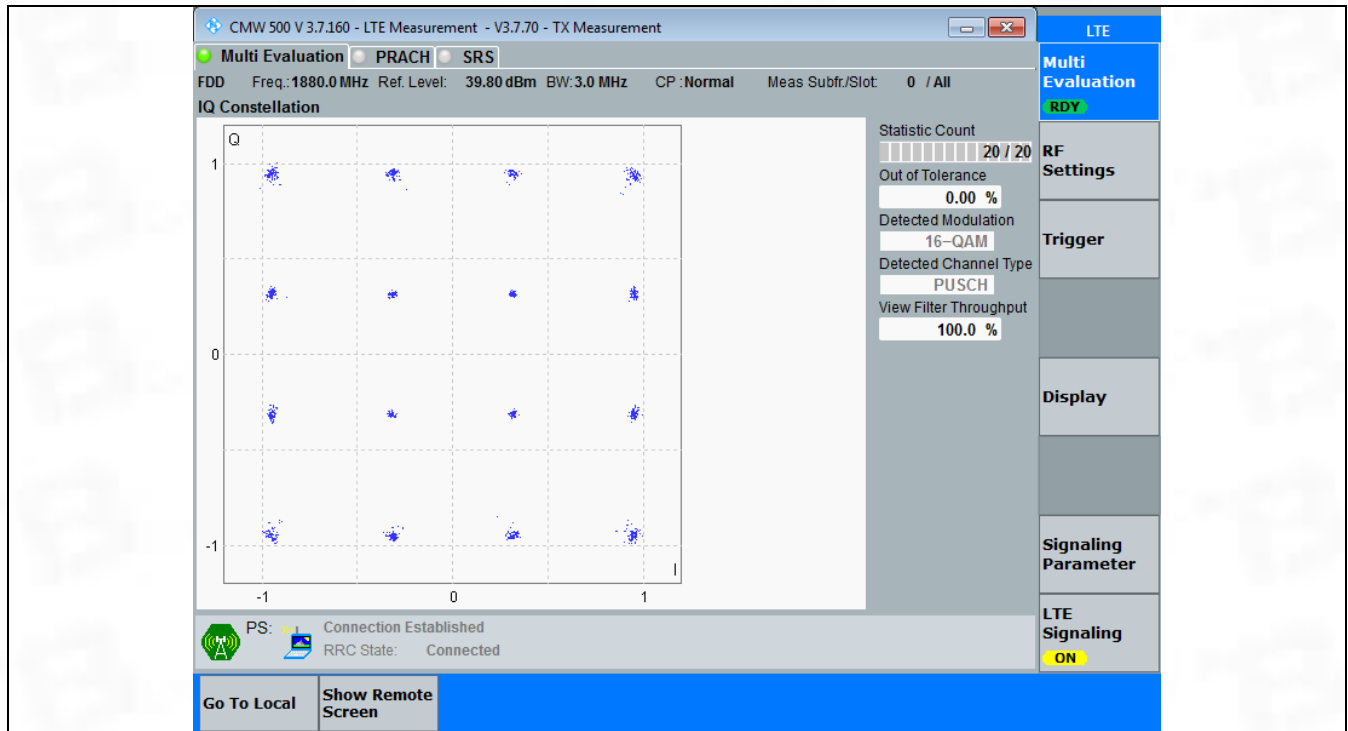 CMW 500 V 3.7.160 - LTE Measurement - V3.7.70 - TX Measurement
LTE
Multi Evaluation PRACH SRS
FDD Freq.: 1880.0 MHz Ref. Level: 39.80 dBm BW: 3.0 MHz CP : Normal Meas Subfr./Slot: 0 / All
IQ Constellation
Q
1
0
-1
I
-1 0 1
Statistic Count
20 / 20
Out of Tolerance
0.00 %
Detected Modulation
16-QAM
Detected Channel Type
PUSCH
View Filter Throughput
100.0 %
Multi
Evaluation
RDY
RF
Settings
Trigger
Display
Signaling
Parameter
LTE
Signaling
ON
PS: Connection Established
RRC State: Connected
Go To Local
Show Remote
Screen